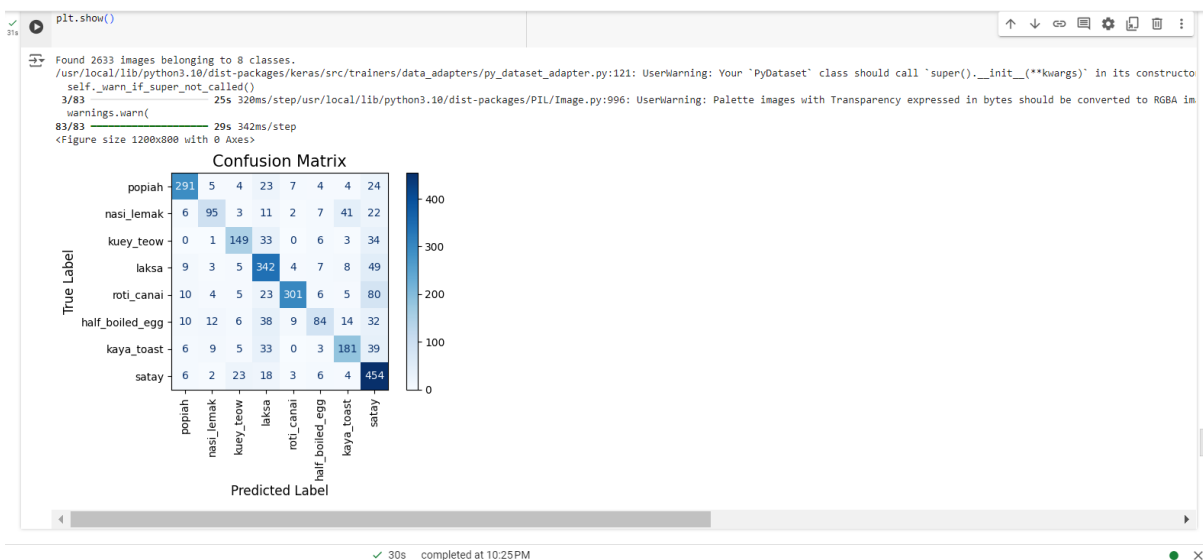 plt.show()
31s
Found 2633 images belonging to 8 classes.
/usr/local/lib/python3.10/dist-packages/keras/src/trainers/data_adapters/py_dataset_adapter.py:121: UserWarning: Your `PyDataset` class should call `super().__init__(**kwargs)` in its constructo
self._warn_if_super_not_called()
3/83 25s 320ms/step/usr/local/lib/python3.10/dist-packages/PIL/Image.py:996: UserWarning: Palette images with Transparency expressed in bytes should be converted to RGBA im
warnings.warn(
83/83 29s 342ms/step
<Figure size 1200x800 with 0 Axes>
Confusion Matrix
popiah 291 5 4 23 7 4 4 24
nasi_lemak 6 95 3 11 2 7 41 22
kuey_teow 0 1 149 33 0 6 3 34
laksa 9 3 5 342 4 7 8 49
roti_canai 10 4 5 23 301 6 5 80
half_boiled_egg 10 12 6 38 9 84 14 32
kaya_toast 6 9 5 33 0 3 181 39
satay 6 2 23 18 3 6 4 454
True Label
popiah nasi_lemak kuey_teow laksa roti_canai half_boiled_egg kaya_toast satay
Predicted Label
400
300
200
100
0
30s completed at 10:25PM